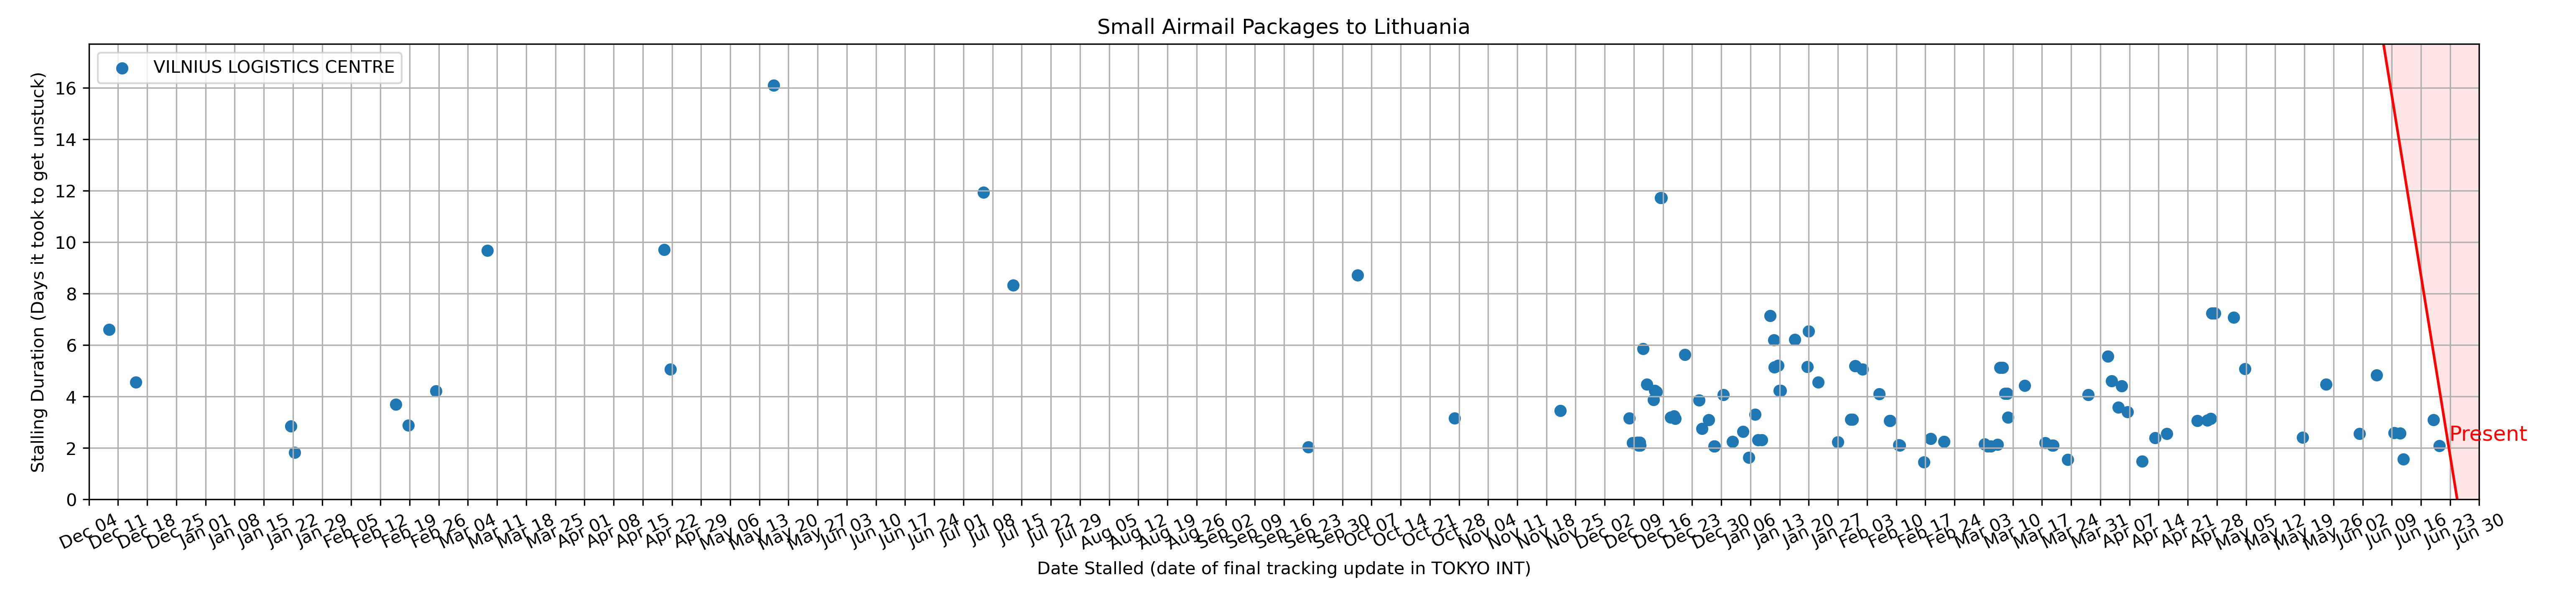 Small Airmail Packages to Lithuania
VILNIUS LOGISTICS CENTRE
Stalling Duration (Days it took to get unstuck)
16
14
12
10
8
6
4
2
0
Present
Dec 04 Dec 11 Dec 18 Dec 25 Jan 01 Jan 08 Jan 15 Jan 22 Jan 29 Feb 05 Feb 12 Feb 19 Feb 26 Mar 04 Mar 11 Mar 18 Mar 25 Apr 01 Apr 08 Apr 15 Apr 22 Apr 29 May 06 May 13 May 20 May 27 Jun 03 Jun 10 Jun 17 Jun 24 Jul 01 Jul 08 Jul 15 Jul 22 Jul 29 Aug 05 Aug 12 Aug 19 Aug 26 Sep 02 Sep 09 Sep 16 Sep 23 Sep 30 Oct 07 Oct 14 Oct 21 Oct 28 Nov 04 Nov 11 Nov 18 Nov 25 Dec 02 Dec 09 Dec 16 Dec 23 Dec 30 Jan 06 Jan 13 Jan 20 Jan 27 Feb 03 Feb 10 Feb 17 Feb 24 Mar 03 Mar 10 Mar 17 Mar 24 Mar 31 Apr 07 Apr 14 Apr 21 Apr 28 May 05 May 12 May 19 May 26 Jun 02 Jun 09 Jun 16 Jun 23 Jun 30
Date Stalled (date of final tracking update in TOKYO INT)